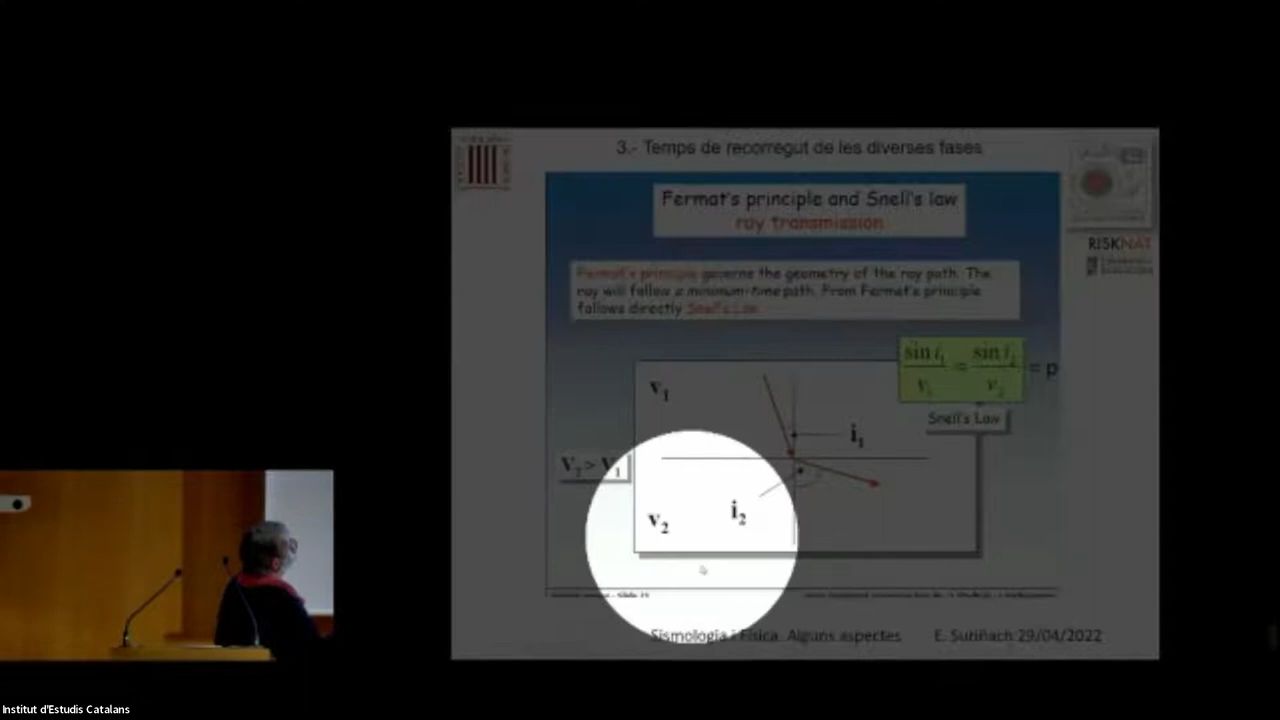 3.- Temps de recorregut de les diverses fases
Fermat's principle and Snell's law
ray transmission
Fermat's principle governs the geometry of the ray path. The
ray will follow a minimum-time path. From Fermat's principle
follows directly Snell's Law
RISKNAT
sin i₁ / v₁ = sin i₂ / v₂ = p
Snell's Law
v₁
i₁
V₂ > V₁
v₂
i₂
Sismologia i Física. Alguns aspectes
E. Suriñach 29/04/2022
Institut d'Estudis Catalans